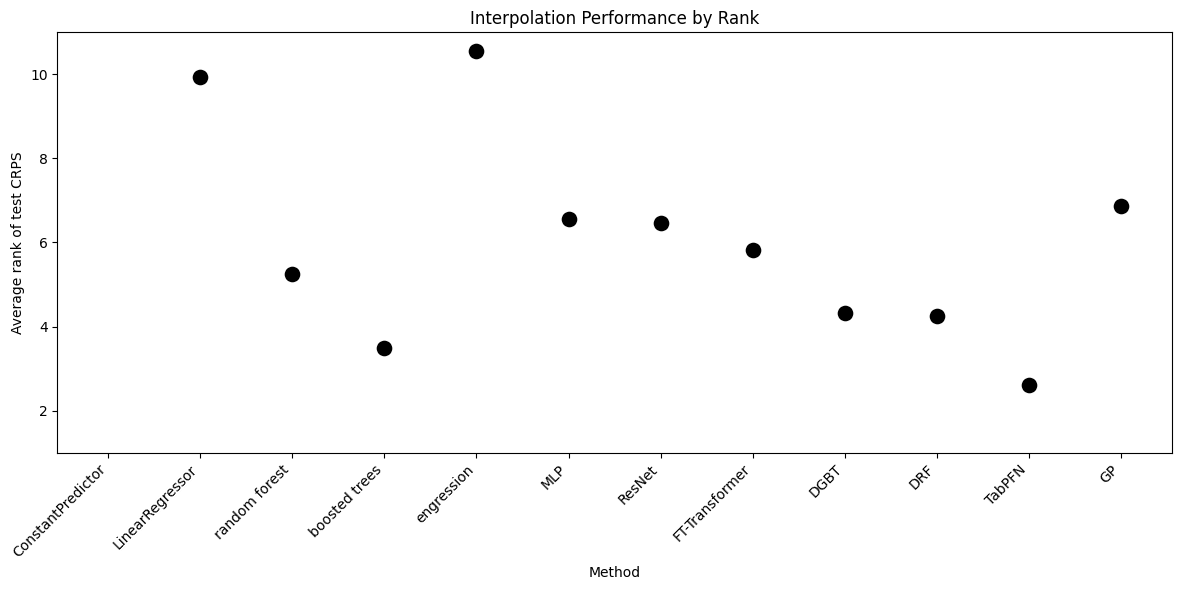 Interpolation Performance by Rank
Average rank of test CRPS
10
8
6
4
2
ConstantPredictor
LinearRegressor
random forest
boosted trees
engression
MLP
ResNet
FT-Transformer
DGBT
DRF
TabPFN
GP
Method